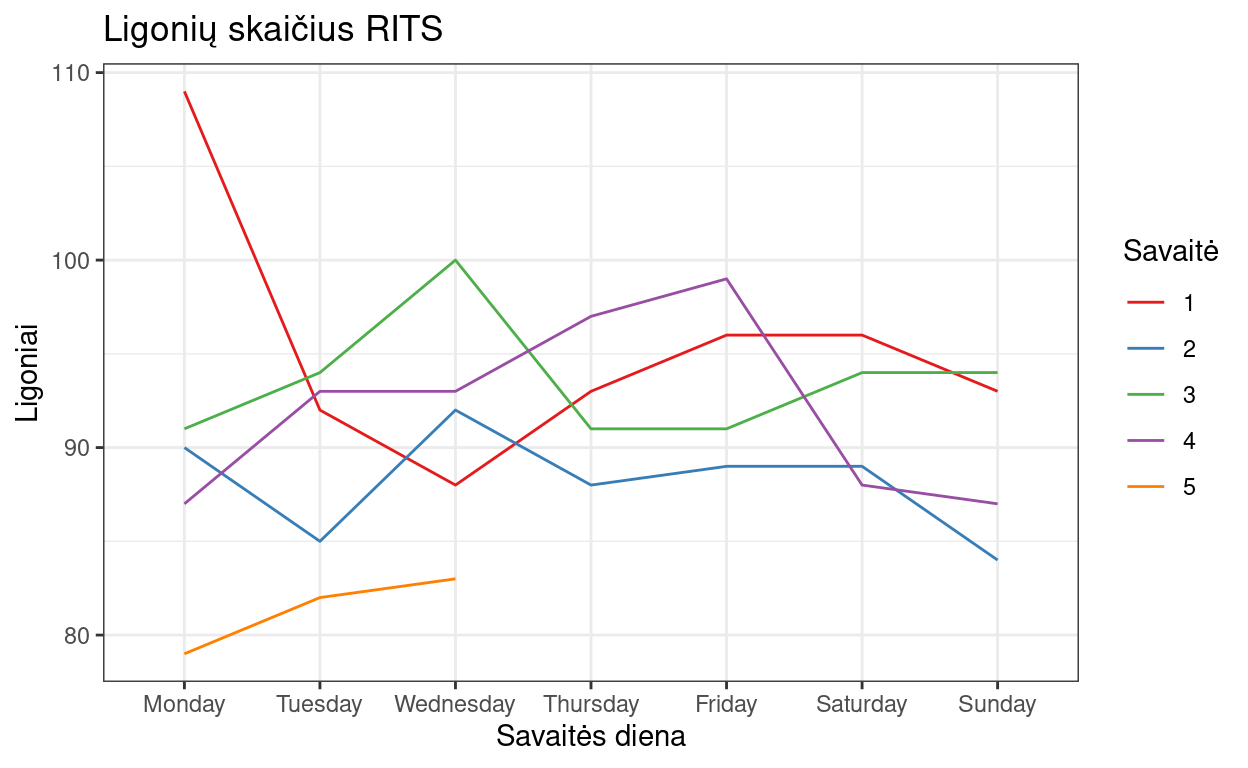 Ligonių skaičius RITS
110
100
90
80
Ligoniai
Monday Tuesday Wednesday Thursday Friday Saturday Sunday
Savaitės diena
Savaitė
1
2
3
4
5